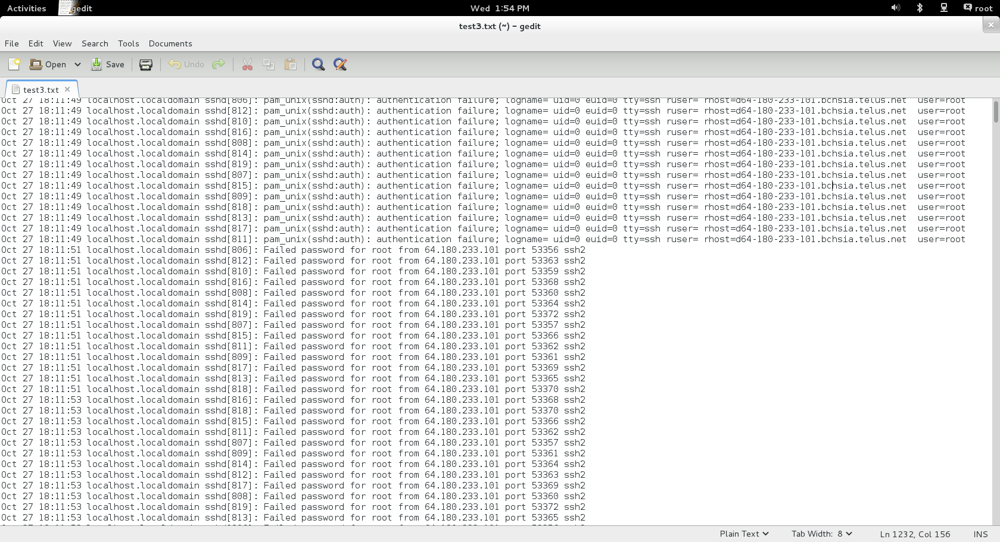 Activities gedit Wed 1:54 PM root
test3.txt (~) - gedit
File Edit View Search Tools Documents
Open Save Undo
test3.txt
Oct 27 18:11:49 localhost.localdomain sshd[806]: pam_unix(sshd:auth): authentication failure; logname= uid=0 euid=0 tty=ssh ruser= rhost=d64-180-233-101.bchsia.telus.net  user=root
Oct 27 18:11:49 localhost.localdomain sshd[812]: pam_unix(sshd:auth): authentication failure; logname= uid=0 euid=0 tty=ssh ruser= rhost=d64-180-233-101.bchsia.telus.net  user=root
Oct 27 18:11:49 localhost.localdomain sshd[810]: pam_unix(sshd:auth): authentication failure; logname= uid=0 euid=0 tty=ssh ruser= rhost=d64-180-233-101.bchsia.telus.net  user=root
Oct 27 18:11:49 localhost.localdomain sshd[816]: pam_unix(sshd:auth): authentication failure; logname= uid=0 euid=0 tty=ssh ruser= rhost=d64-180-233-101.bchsia.telus.net  user=root
Oct 27 18:11:49 localhost.localdomain sshd[808]: pam_unix(sshd:auth): authentication failure; logname= uid=0 euid=0 tty=ssh ruser= rhost=d64-180-233-101.bchsia.telus.net  user=root
Oct 27 18:11:49 localhost.localdomain sshd[814]: pam_unix(sshd:auth): authentication failure; logname= uid=0 euid=0 tty=ssh ruser= rhost=d64-180-233-101.bchsia.telus.net  user=root
Oct 27 18:11:49 localhost.localdomain sshd[819]: pam_unix(sshd:auth): authentication failure; logname= uid=0 euid=0 tty=ssh ruser= rhost=d64-180-233-101.bchsia.telus.net  user=root
Oct 27 18:11:49 localhost.localdomain sshd[807]: pam_unix(sshd:auth): authentication failure; logname= uid=0 euid=0 tty=ssh ruser= rhost=d64-180-233-101.bchsia.telus.net  user=root
Oct 27 18:11:49 localhost.localdomain sshd[815]: pam_unix(sshd:auth): authentication failure; logname= uid=0 euid=0 tty=ssh ruser= rhost=d64-180-233-101.bchsia.telus.net  user=root
Oct 27 18:11:49 localhost.localdomain sshd[809]: pam_unix(sshd:auth): authentication failure; logname= uid=0 euid=0 tty=ssh ruser= rhost=d64-180-233-101.bchsia.telus.net  user=root
Oct 27 18:11:49 localhost.localdomain sshd[818]: pam_unix(sshd:auth): authentication failure; logname= uid=0 euid=0 tty=ssh ruser= rhost=d64-180-233-101.bchsia.telus.net  user=root
Oct 27 18:11:49 localhost.localdomain sshd[813]: pam_unix(sshd:auth): authentication failure; logname= uid=0 euid=0 tty=ssh ruser= rhost=d64-180-233-101.bchsia.telus.net  user=root
Oct 27 18:11:49 localhost.localdomain sshd[817]: pam_unix(sshd:auth): authentication failure; logname= uid=0 euid=0 tty=ssh ruser= rhost=d64-180-233-101.bchsia.telus.net  user=root
Oct 27 18:11:49 localhost.localdomain sshd[811]: pam_unix(sshd:auth): authentication failure; logname= uid=0 euid=0 tty=ssh ruser= rhost=d64-180-233-101.bchsia.telus.net  user=root
Oct 27 18:11:51 localhost.localdomain sshd[806]: Failed password for root from 64.180.233.101 port 53356 ssh2
Oct 27 18:11:51 localhost.localdomain sshd[812]: Failed password for root from 64.180.233.101 port 53363 ssh2
Oct 27 18:11:51 localhost.localdomain sshd[810]: Failed password for root from 64.180.233.101 port 53359 ssh2
Oct 27 18:11:51 localhost.localdomain sshd[816]: Failed password for root from 64.180.233.101 port 53368 ssh2
Oct 27 18:11:51 localhost.localdomain sshd[808]: Failed password for root from 64.180.233.101 port 53360 ssh2
Oct 27 18:11:51 localhost.localdomain sshd[814]: Failed password for root from 64.180.233.101 port 53364 ssh2
Oct 27 18:11:51 localhost.localdomain sshd[819]: Failed password for root from 64.180.233.101 port 53372 ssh2
Oct 27 18:11:51 localhost.localdomain sshd[807]: Failed password for root from 64.180.233.101 port 53357 ssh2
Oct 27 18:11:51 localhost.localdomain sshd[815]: Failed password for root from 64.180.233.101 port 53366 ssh2
Oct 27 18:11:51 localhost.localdomain sshd[811]: Failed password for root from 64.180.233.101 port 53362 ssh2
Oct 27 18:11:51 localhost.localdomain sshd[809]: Failed password for root from 64.180.233.101 port 53361 ssh2
Oct 27 18:11:51 localhost.localdomain sshd[817]: Failed password for root from 64.180.233.101 port 53369 ssh2
Oct 27 18:11:51 localhost.localdomain sshd[813]: Failed password for root from 64.180.233.101 port 53365 ssh2
Oct 27 18:11:51 localhost.localdomain sshd[818]: Failed password for root from 64.180.233.101 port 53370 ssh2
Oct 27 18:11:53 localhost.localdomain sshd[816]: Failed password for root from 64.180.233.101 port 53368 ssh2
Oct 27 18:11:53 localhost.localdomain sshd[818]: Failed password for root from 64.180.233.101 port 53370 ssh2
Oct 27 18:11:53 localhost.localdomain sshd[815]: Failed password for root from 64.180.233.101 port 53366 ssh2
Oct 27 18:11:53 localhost.localdomain sshd[811]: Failed password for root from 64.180.233.101 port 53362 ssh2
Oct 27 18:11:53 localhost.localdomain sshd[807]: Failed password for root from 64.180.233.101 port 53357 ssh2
Oct 27 18:11:53 localhost.localdomain sshd[809]: Failed password for root from 64.180.233.101 port 53361 ssh2
Oct 27 18:11:53 localhost.localdomain sshd[814]: Failed password for root from 64.180.233.101 port 53364 ssh2
Oct 27 18:11:53 localhost.localdomain sshd[812]: Failed password for root from 64.180.233.101 port 53363 ssh2
Oct 27 18:11:53 localhost.localdomain sshd[817]: Failed password for root from 64.180.233.101 port 53369 ssh2
Oct 27 18:11:53 localhost.localdomain sshd[808]: Failed password for root from 64.180.233.101 port 53360 ssh2
Oct 27 18:11:53 localhost.localdomain sshd[819]: Failed password for root from 64.180.233.101 port 53372 ssh2
Oct 27 18:11:53 localhost.localdomain sshd[813]: Failed password for root from 64.180.233.101 port 53365 ssh2
Plain Text Tab Width: 8 Ln 1232, Col 156 INS